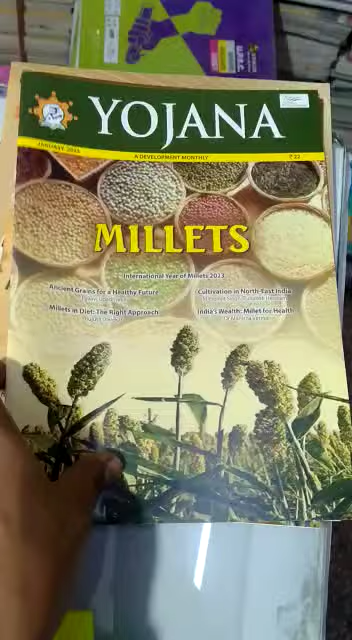 YOJANA
JANUARY 2023
A DEVELOPMENT MONTHLY
₹ 22
MILLETS
International Year of Millets 2023
Ancient Grains for a Healthy Future
Cultivation in North-East India
Millets in Diet: The Right Approach
India's Wealth: Millet for Health